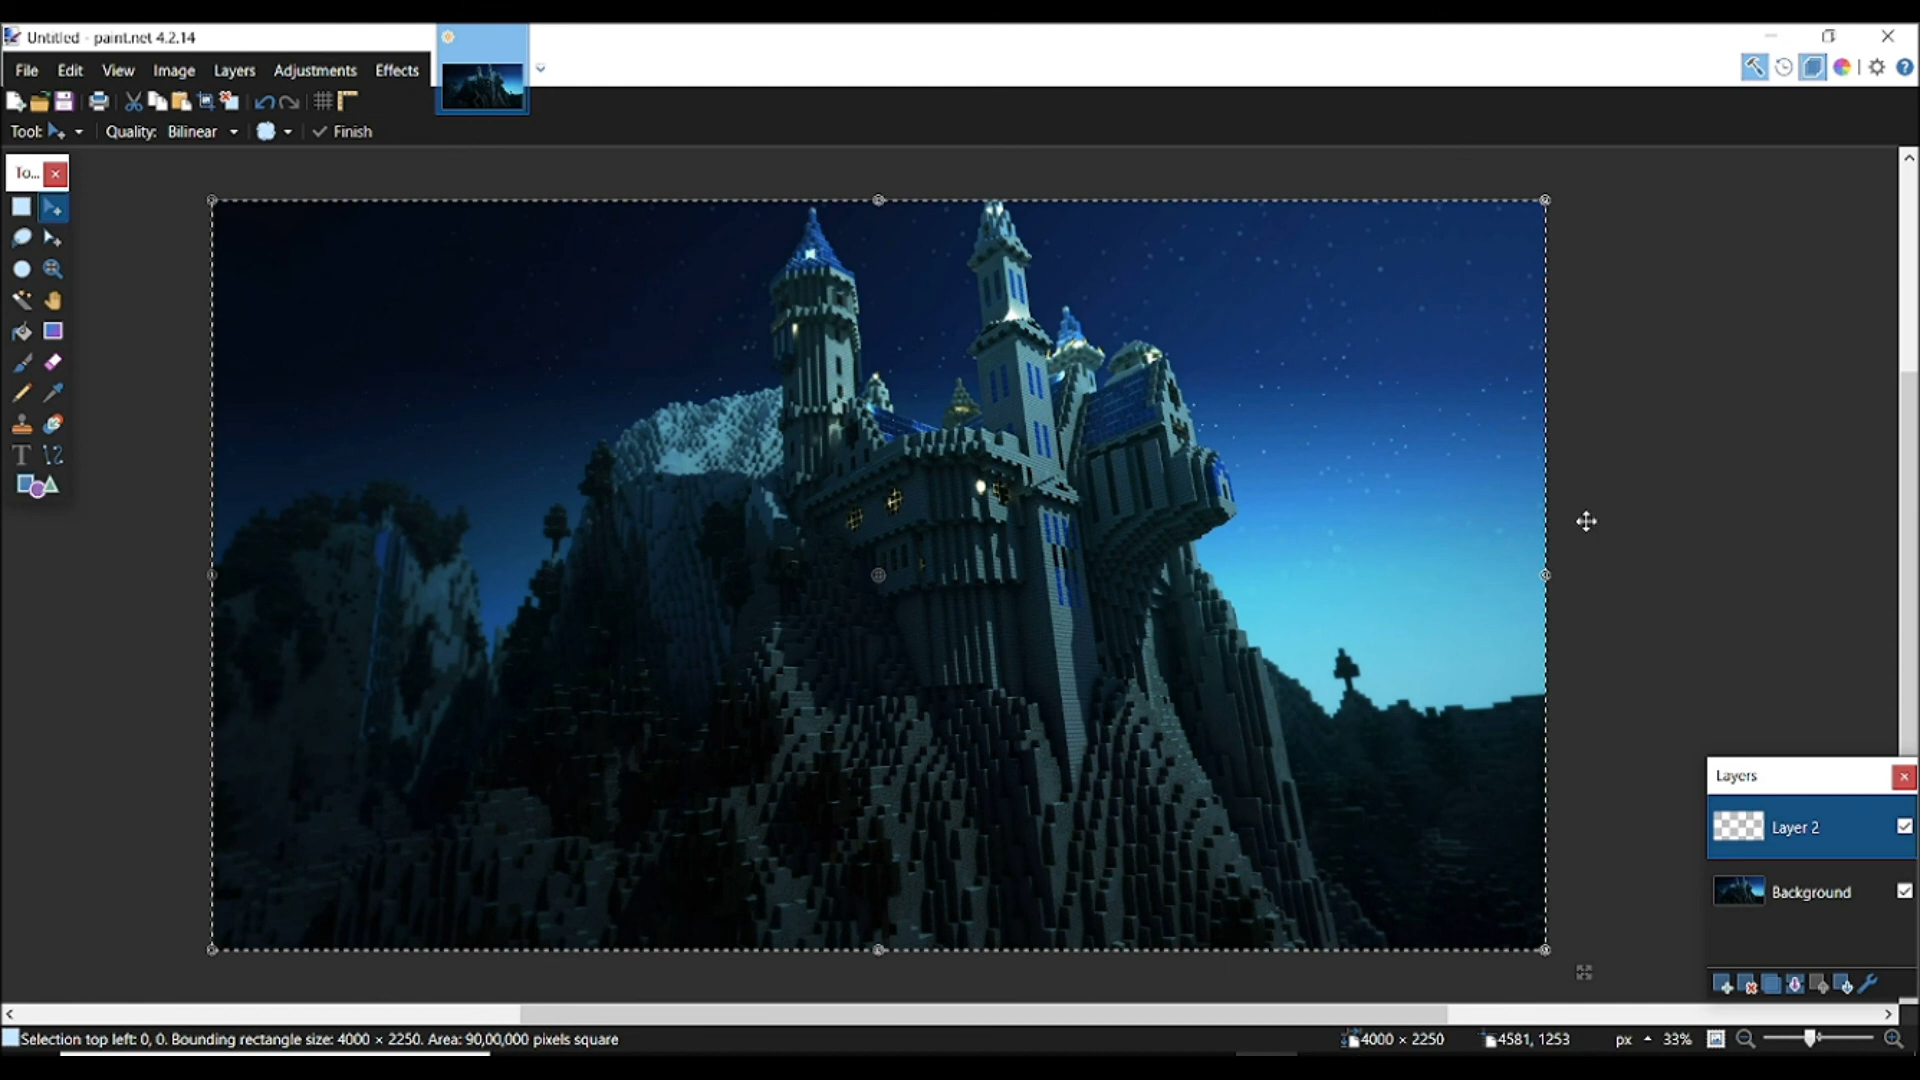 Untitled - paint.net 4.2.14
File Edit View Image Layers Adjustments Effects
Tool: Quality: Bilinear Finish
To...
Layers
Layer 2
Background
Selection top left: 0, 0. Bounding rectangle size: 4000 × 2250. Area: 90,00,000 pixels square 4000 × 2250 4581, 1253 px 33%